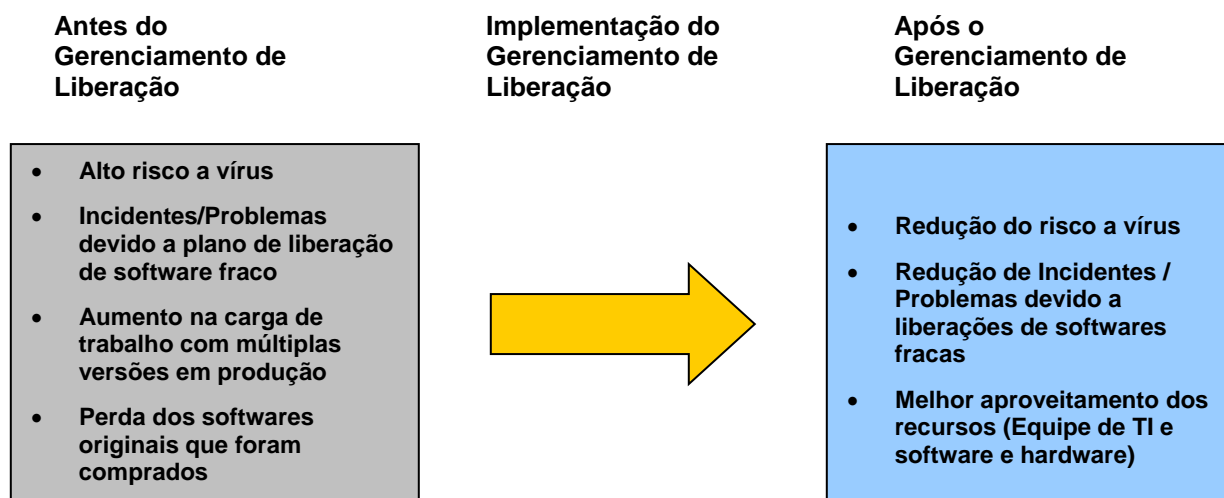 Antes do
Gerenciamento de
Liberação
Implementação do
Gerenciamento de
Liberação
Após o
Gerenciamento de
Liberação
• Alto risco a vírus
• Incidentes/Problemas
devido a plano de liberação
de software fraco
• Aumento na carga de
trabalho com múltiplas
versões em produção
• Perda dos softwares
originais que foram
comprados
• Redução do risco a vírus
• Redução de Incidentes /
Problemas devido a
liberações de softwares
fracas
• Melhor aproveitamento dos
recursos (Equipe de TI e
software e hardware)